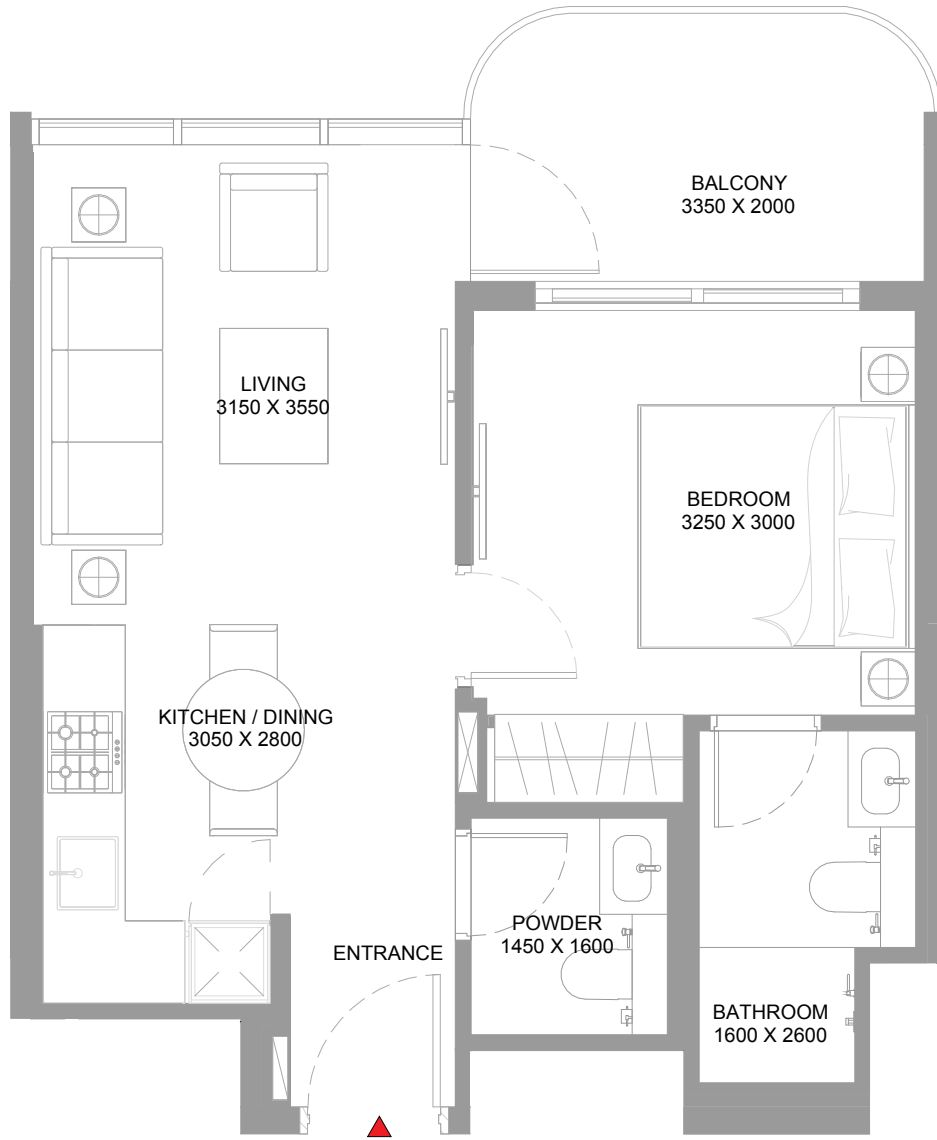 BALCONY
3350 X 2000
LIVING
3150 X 3550
BEDROOM
3250 X 3000
KITCHEN / DINING
3050 X 2800
POWDER
1450 X 1600
ENTRANCE
BATHROOM
1600 X 2600